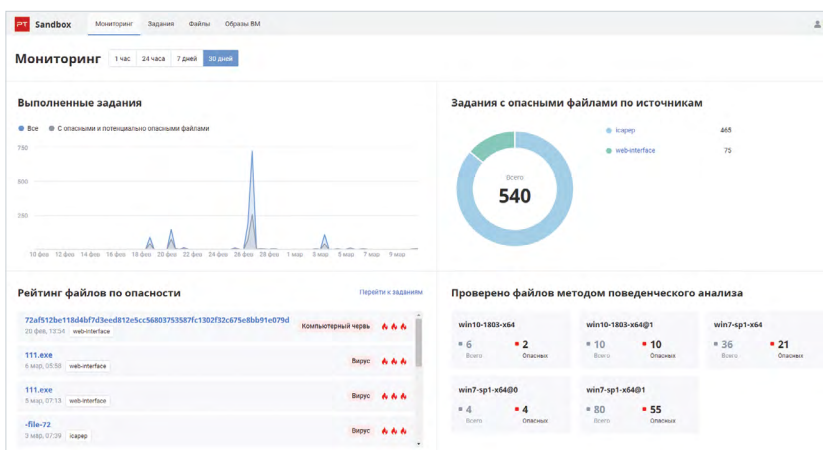 PT Sandbox Мониторинг Задания Файлы Образы ВМ
Мониторинг 1 час 24 часа 7 дней 30 дней
Выполненные задания
Все С опасными и потенциально опасными файлами
750
500
250
10 фев 12 фев 14 фев 16 фев 18 фев 20 фев 22 фев 24 фев 26 фев 28 фев 1 мар 3 мар 5 мар 7 мар 9 мар
Задания с опасными файлами по источникам
Всего
540
icapep 465
web-interface 75
Рейтинг файлов по опасности Перейти к заданиям
72af512be118d4bf7d3eed812e5cc56803753587fc1302f32c675e8bb91e079d Компьютерный червь
20 фев, 13:54 web-interface
111.exe Вирус
6 мар, 05:59 web-interface
111.exe Вирус
5 мар, 07:13 web-interface
-file-72 Вирус
3 мар, 07:39 icapep
Проверено файлов методом поведенческого анализа
win10-1803-x64 win10-1803-x64@1 win7-sp1-x64
6 2 10 10 36 21
Всего Опасных Всего Опасных Всего Опасных
win7-sp1-x64@0 win7-sp1-x64@1
4 4 80 55
Всего Опасных Всего Опасных